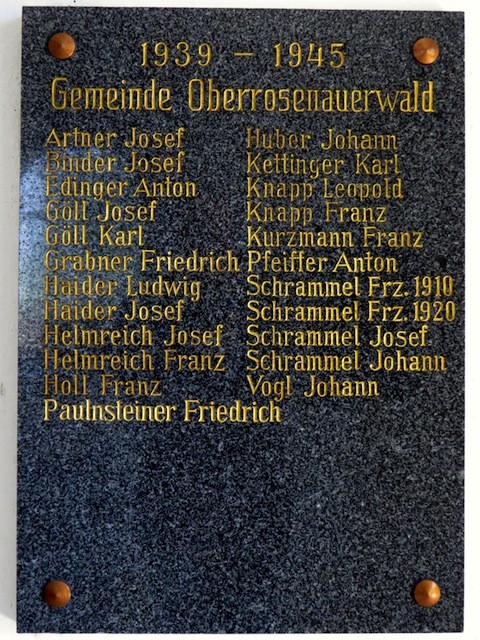 1939 – 1945
Gemeinde Oberrosenauerwald
Artner Josef
Binder Josef
Edinger Anton
Göll Josef
Göll Karl
Grabner Friedrich
Haider Ludwig
Haider Josef
Helmreich Josef
Helmreich Franz
Holl Franz
Paulnsteiner Friedrich
Huber Johann
Kettinger Karl
Knapp Leopold
Knapp Franz
Kurzmann Franz
Pfeiffer Anton
Schrammel Frz. 1910
Schrammel Frz. 1920
Schrammel Josef
Schrammel Johann
Vogl Johann